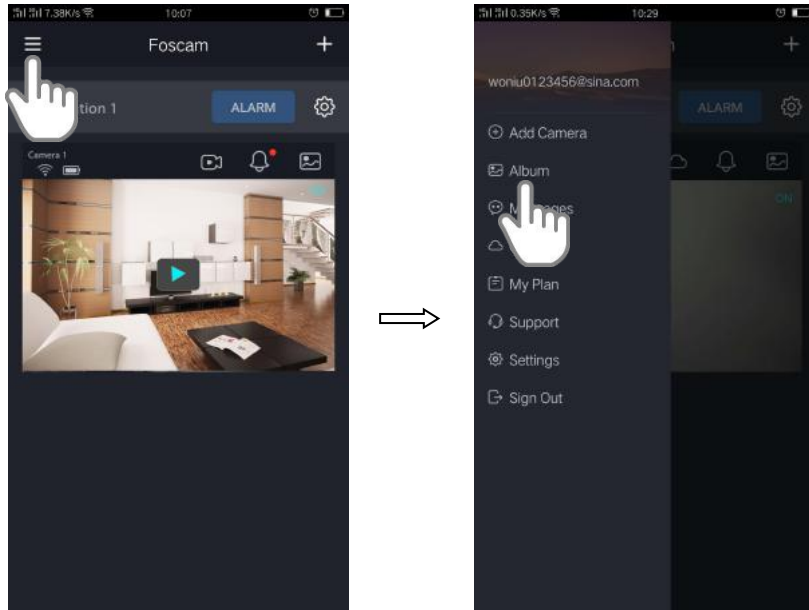 7.38K/s
10:07
Foscam
tion 1
ALARM
Camera 1
0.35K/s
10:29
woniu0123456@sina.com
ALARM
Add Camera
Album
ON
My Plan
Support
Settings
Sign Out